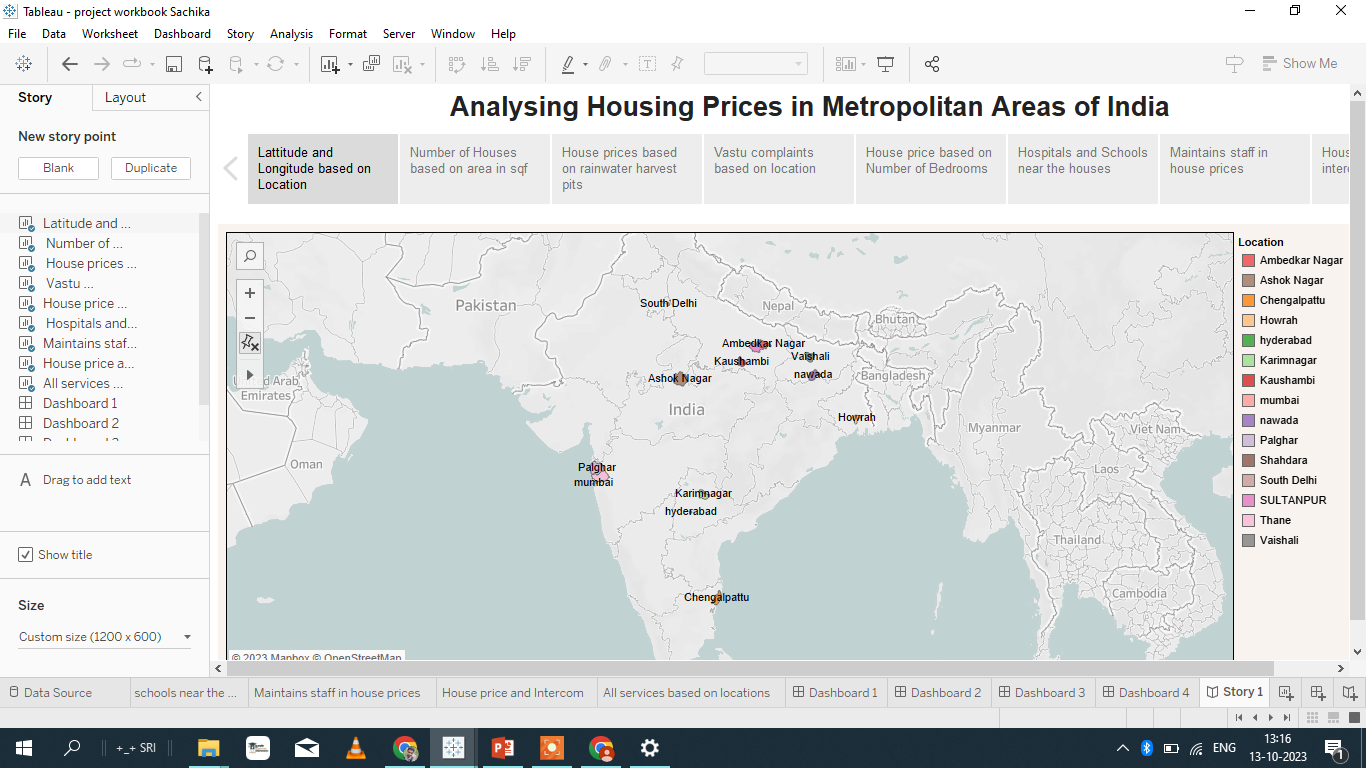 Tableau - project workbook Sachika
File Data Worksheet Dashboard Story Analysis Format Server Window Help
Show Me
Story Layout
New story point
Blank Duplicate
Latitude and ...
Number of ...
House prices ...
Vastu ...
House price ...
Hospitals and...
Maintains staf...
House price a...
All services ...
Dashboard 1
Dashboard 2
A Drag to add text
Show title
Size
Custom size (1200 x 600)
Analysing Housing Prices in Metropolitan Areas of India
Lattitude and
Longitude based on
Location
Number of Houses
based on area in sqf
House prices based
on rainwater harvest
pits
Vastu complaints
based on location
House price based on
Number of Bedrooms
Hospitals and Schools
near the houses
Maintains staff in
house prices
Pakistan
South Delhi
Nepal
Bhutan
Ambedkar Nagar
Kaushambi
Vaishali
nawada
Ashok Nagar
Bangladesh
United Arab
Emirates
India
Howrah
Myanmar
Viet Nam
Oman
Palghar
mumbai
Laos
Karimnagar
hyderabad
Thailand
Chengalpattu
Cambodia
© 2023 Mapbox © OpenStreetMap
Location
Ambedkar Nagar
Ashok Nagar
Chengalpattu
Howrah
hyderabad
Karimnagar
Kaushambi
mumbai
nawada
Palghar
Shahdara
South Delhi
SULTANPUR
Thane
Vaishali
Data Source schools near the ... Maintains staff in house prices House price and Intercom All services based on locations Dashboard 1 Dashboard 2 Dashboard 3 Dashboard 4 Story 1
+_+ SRI
ENG
13:16
13-10-2023
1